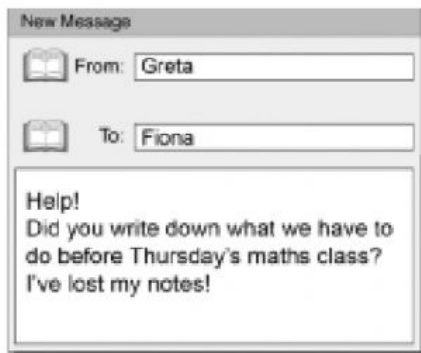 New Message
From: Greta
To: Fiona
Help!
Did you write down what we have to
do before Thursday's maths class?
I've lost my notes!